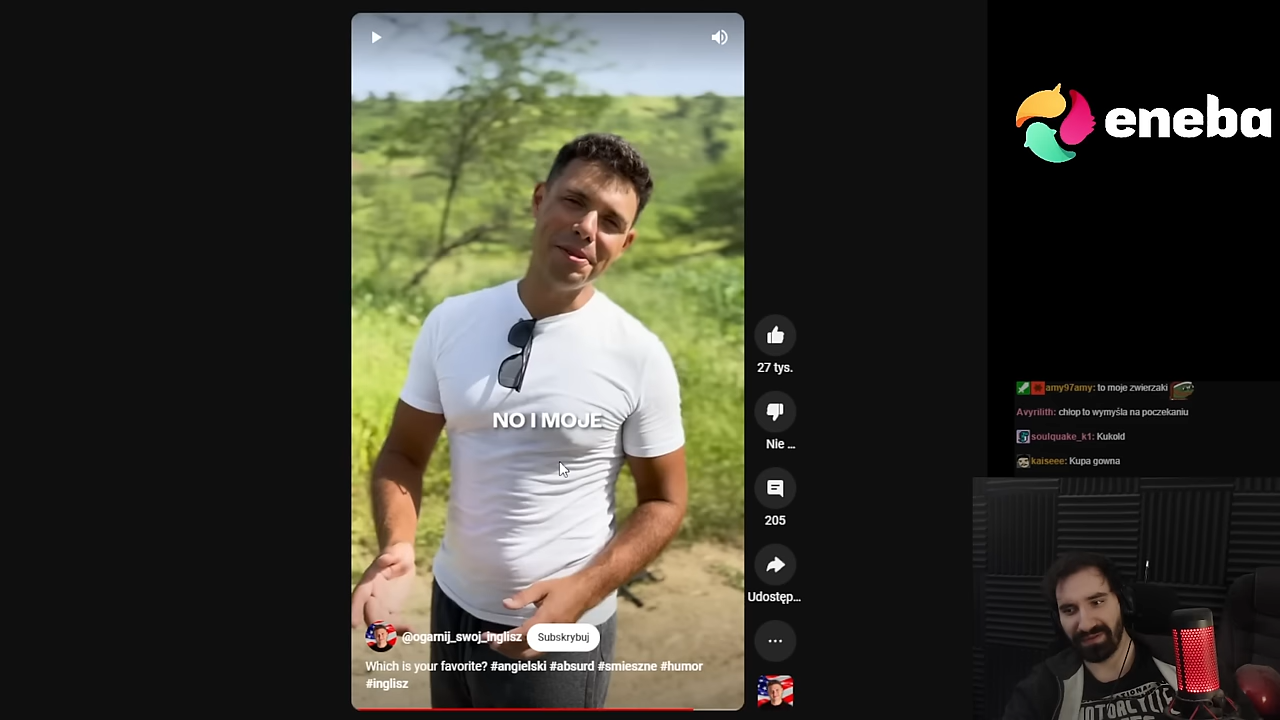 NO I MOJE
@ogarnij_swoj_inglisz
Subskrybuj
Which is your favorite? #angielski #absurd #smieszne #humor
#inglisz
27 tys.
Nie ...
205
Udostęp...
eneba
amy97amy: to moje zwierzaki
Avyrilith: chłop to wymyśla na poczekaniu
soulquake_k1: Kukold
kaiseee: Kupa gowna
MOTORCYCLE